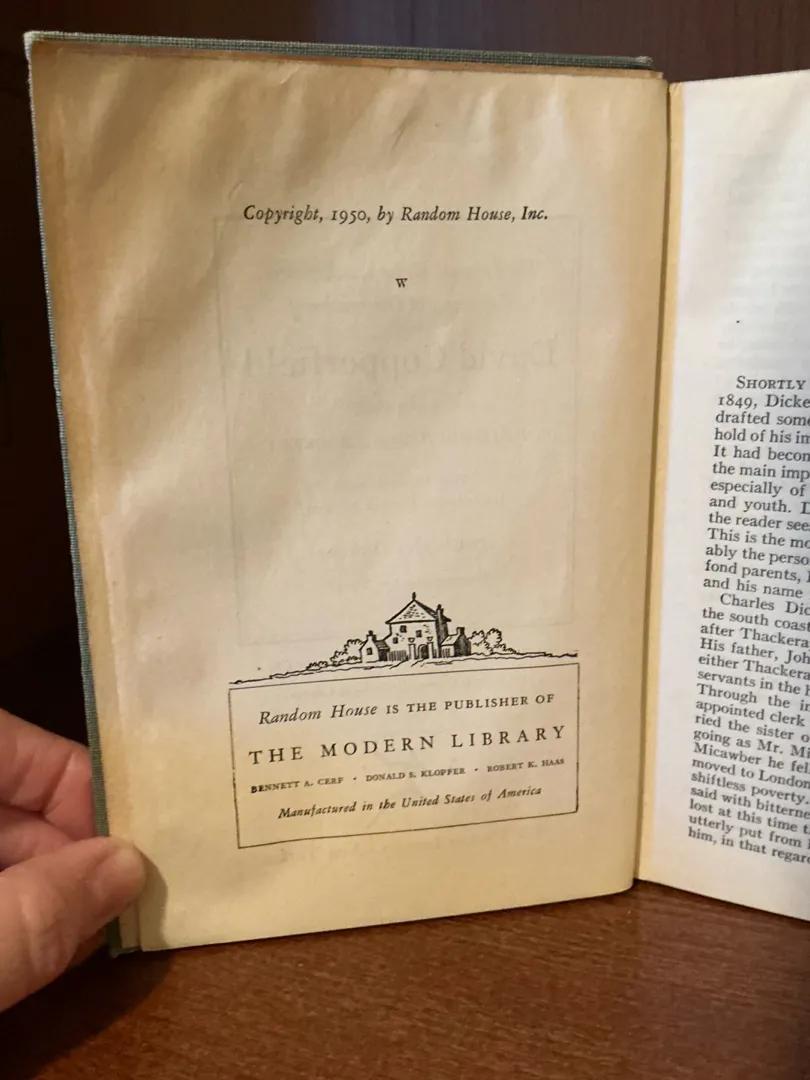 Copyright, 1950, by Random House, Inc.
W
David Copperfield
Random House IS THE PUBLISHER OF
THE MODERN LIBRARY
BENNETT A. CERF · DONALD S. KLOPFER · ROBERT K. HAAS
Manufactured in the United States of America
SHORTLY
1849, Dicke
drafted some
hold of his im
It had becom
the main imp
especially of
and youth. D
the reader see
This is the mo
ably the perso
fond parents,
and his name
Charles Dic
the south coast
after Thackera
His father, Joh
either Thackera
servants in the h
Through the in
appointed clerk
ried the sister o
going as Mr. Mi
Micawber he fel
moved to London
shiftless poverty.
said with bitterne
lost at this time t
utterly put from
him, in that regar